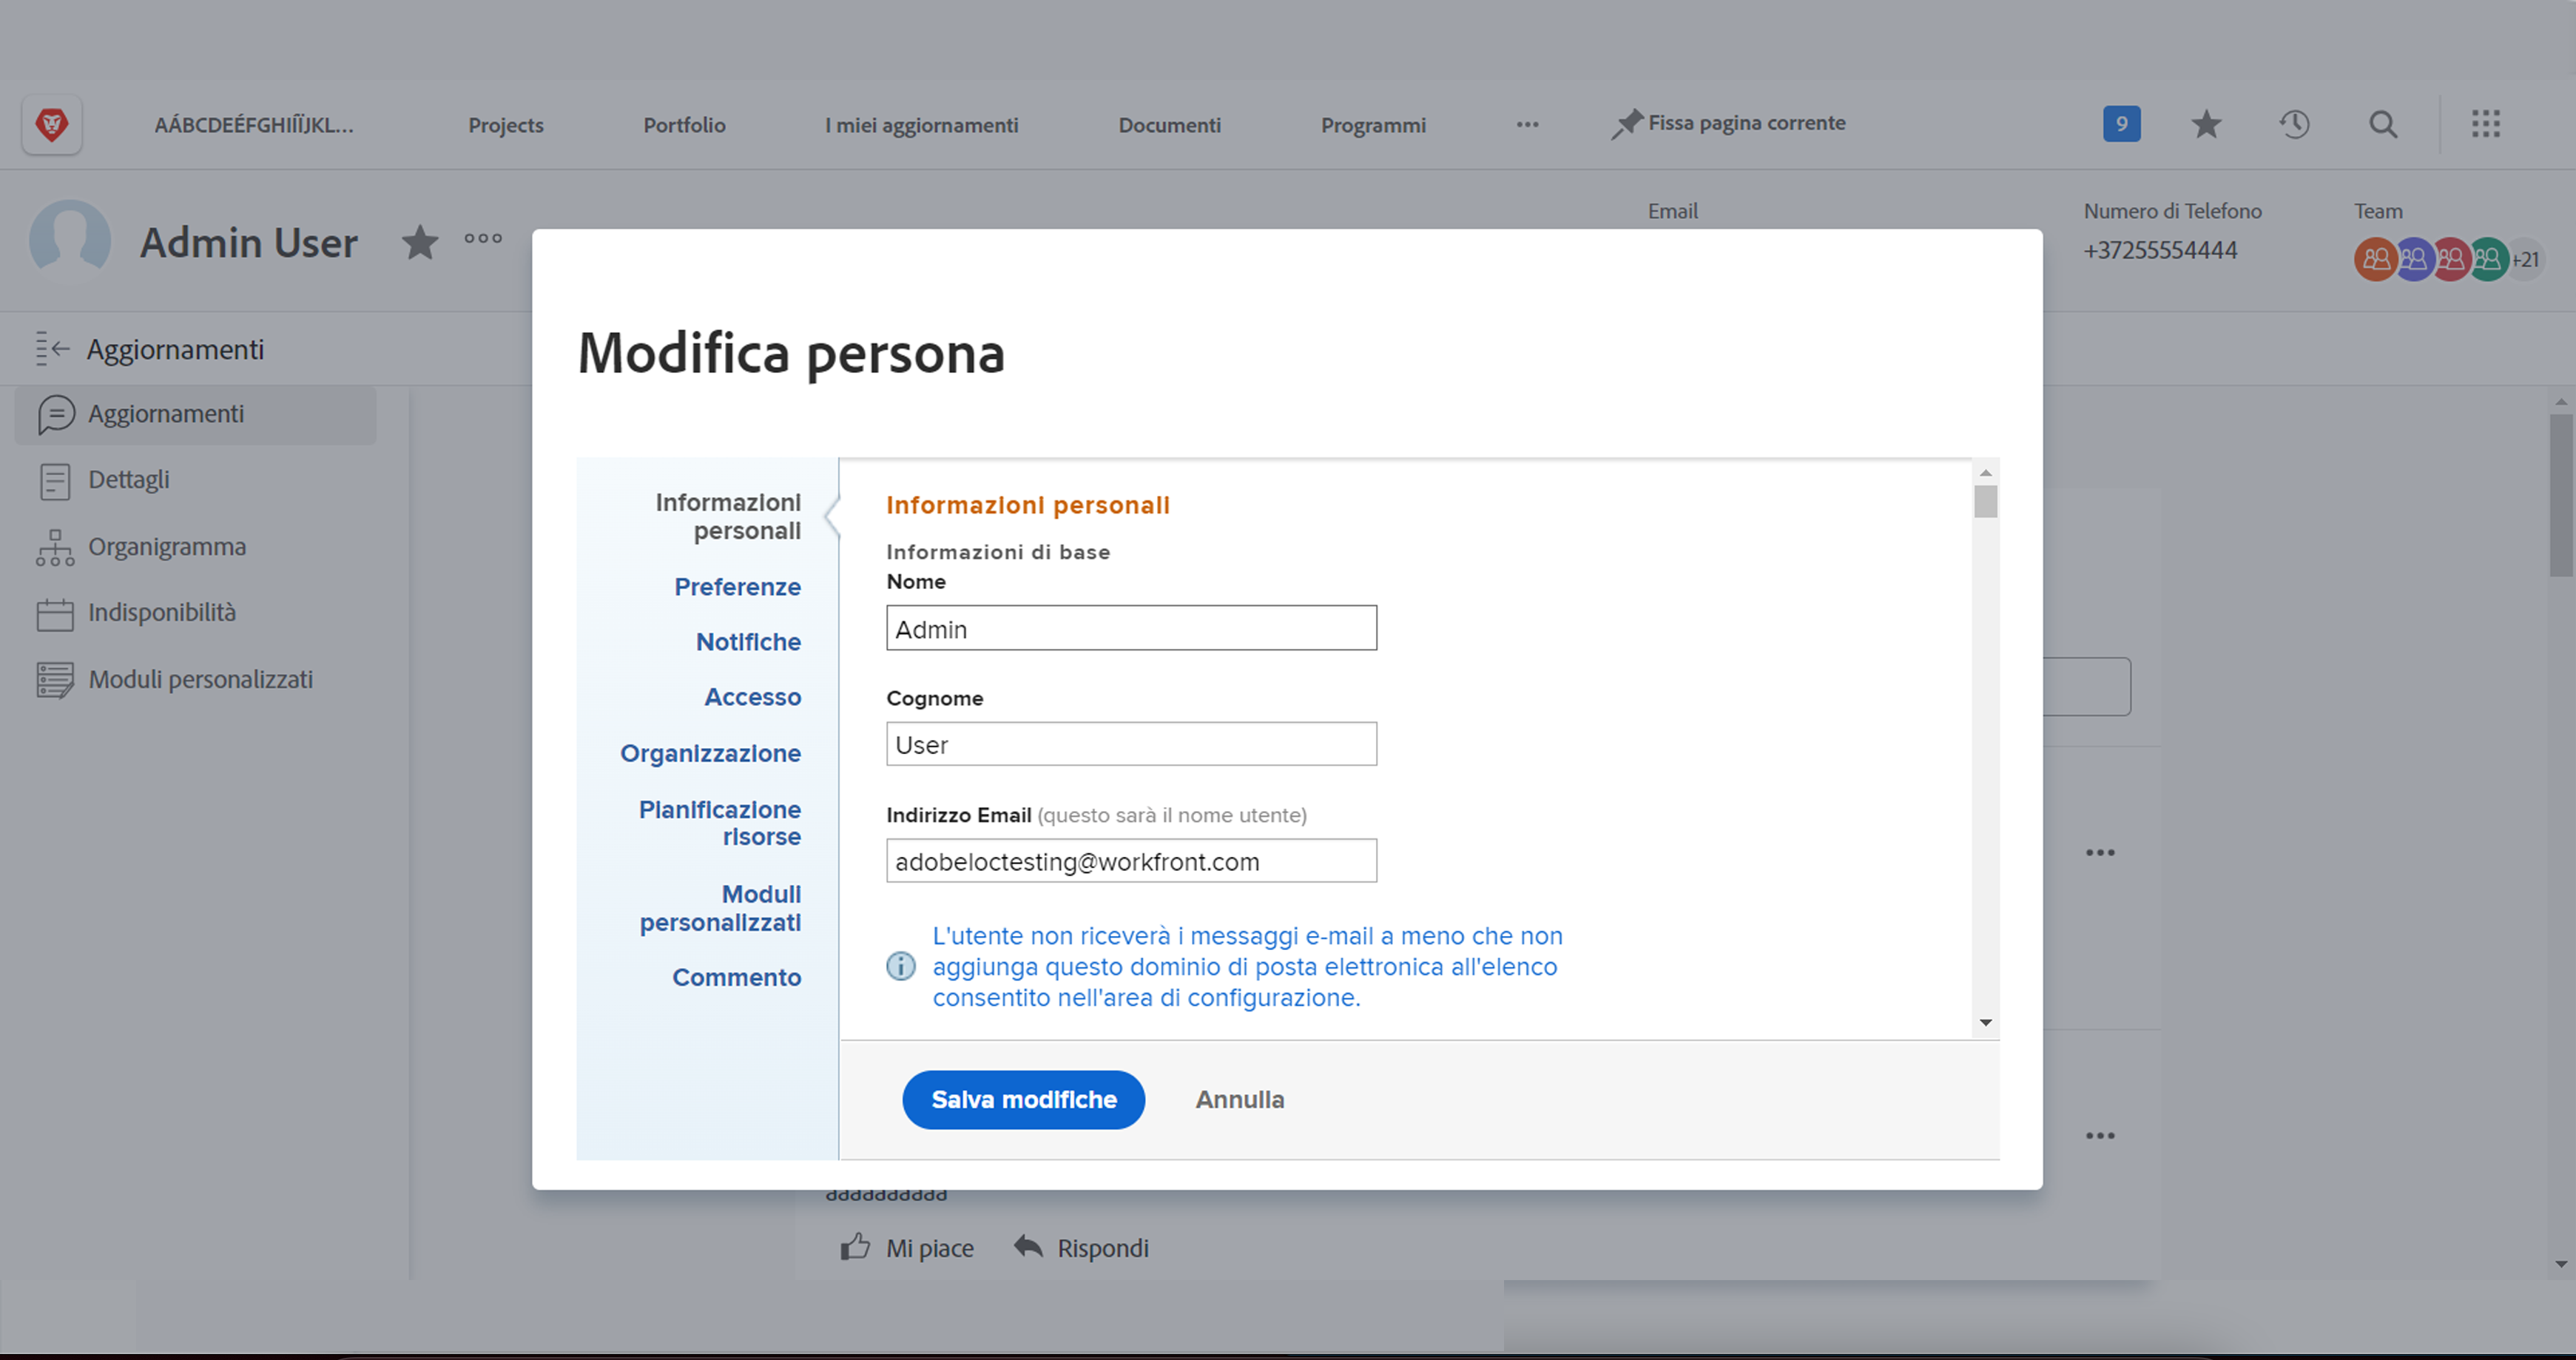 AÁBCDEÉFGHIÍÏJKL...
Projects
Portfolio
I miei aggiornamenti
Documenti
Programmi
Fissa pagina corrente
9
Admin User
Email
Numero di Telefono
+37255554444
Team
+21
Aggiornamenti
Aggiornamenti
Dettagli
Organigramma
Indisponibilità
Moduli personalizzati
Modifica persona
Informazioni
personali
Preferenze
Notifiche
Accesso
Organizzazione
Pianificazione
risorse
Moduli
personalizzati
Commento
Informazioni personali
Informazioni di base
Nome
Admin
Cognome
User
Indirizzo Email (questo sarà il nome utente)
adobeloctesting@workfront.com
L'utente non riceverà i messaggi e-mail a meno che non
aggiunga questo dominio di posta elettronica all'elenco
consentito nell'area di configurazione.
Salva modifiche
Annulla
Mi piace
Rispondi